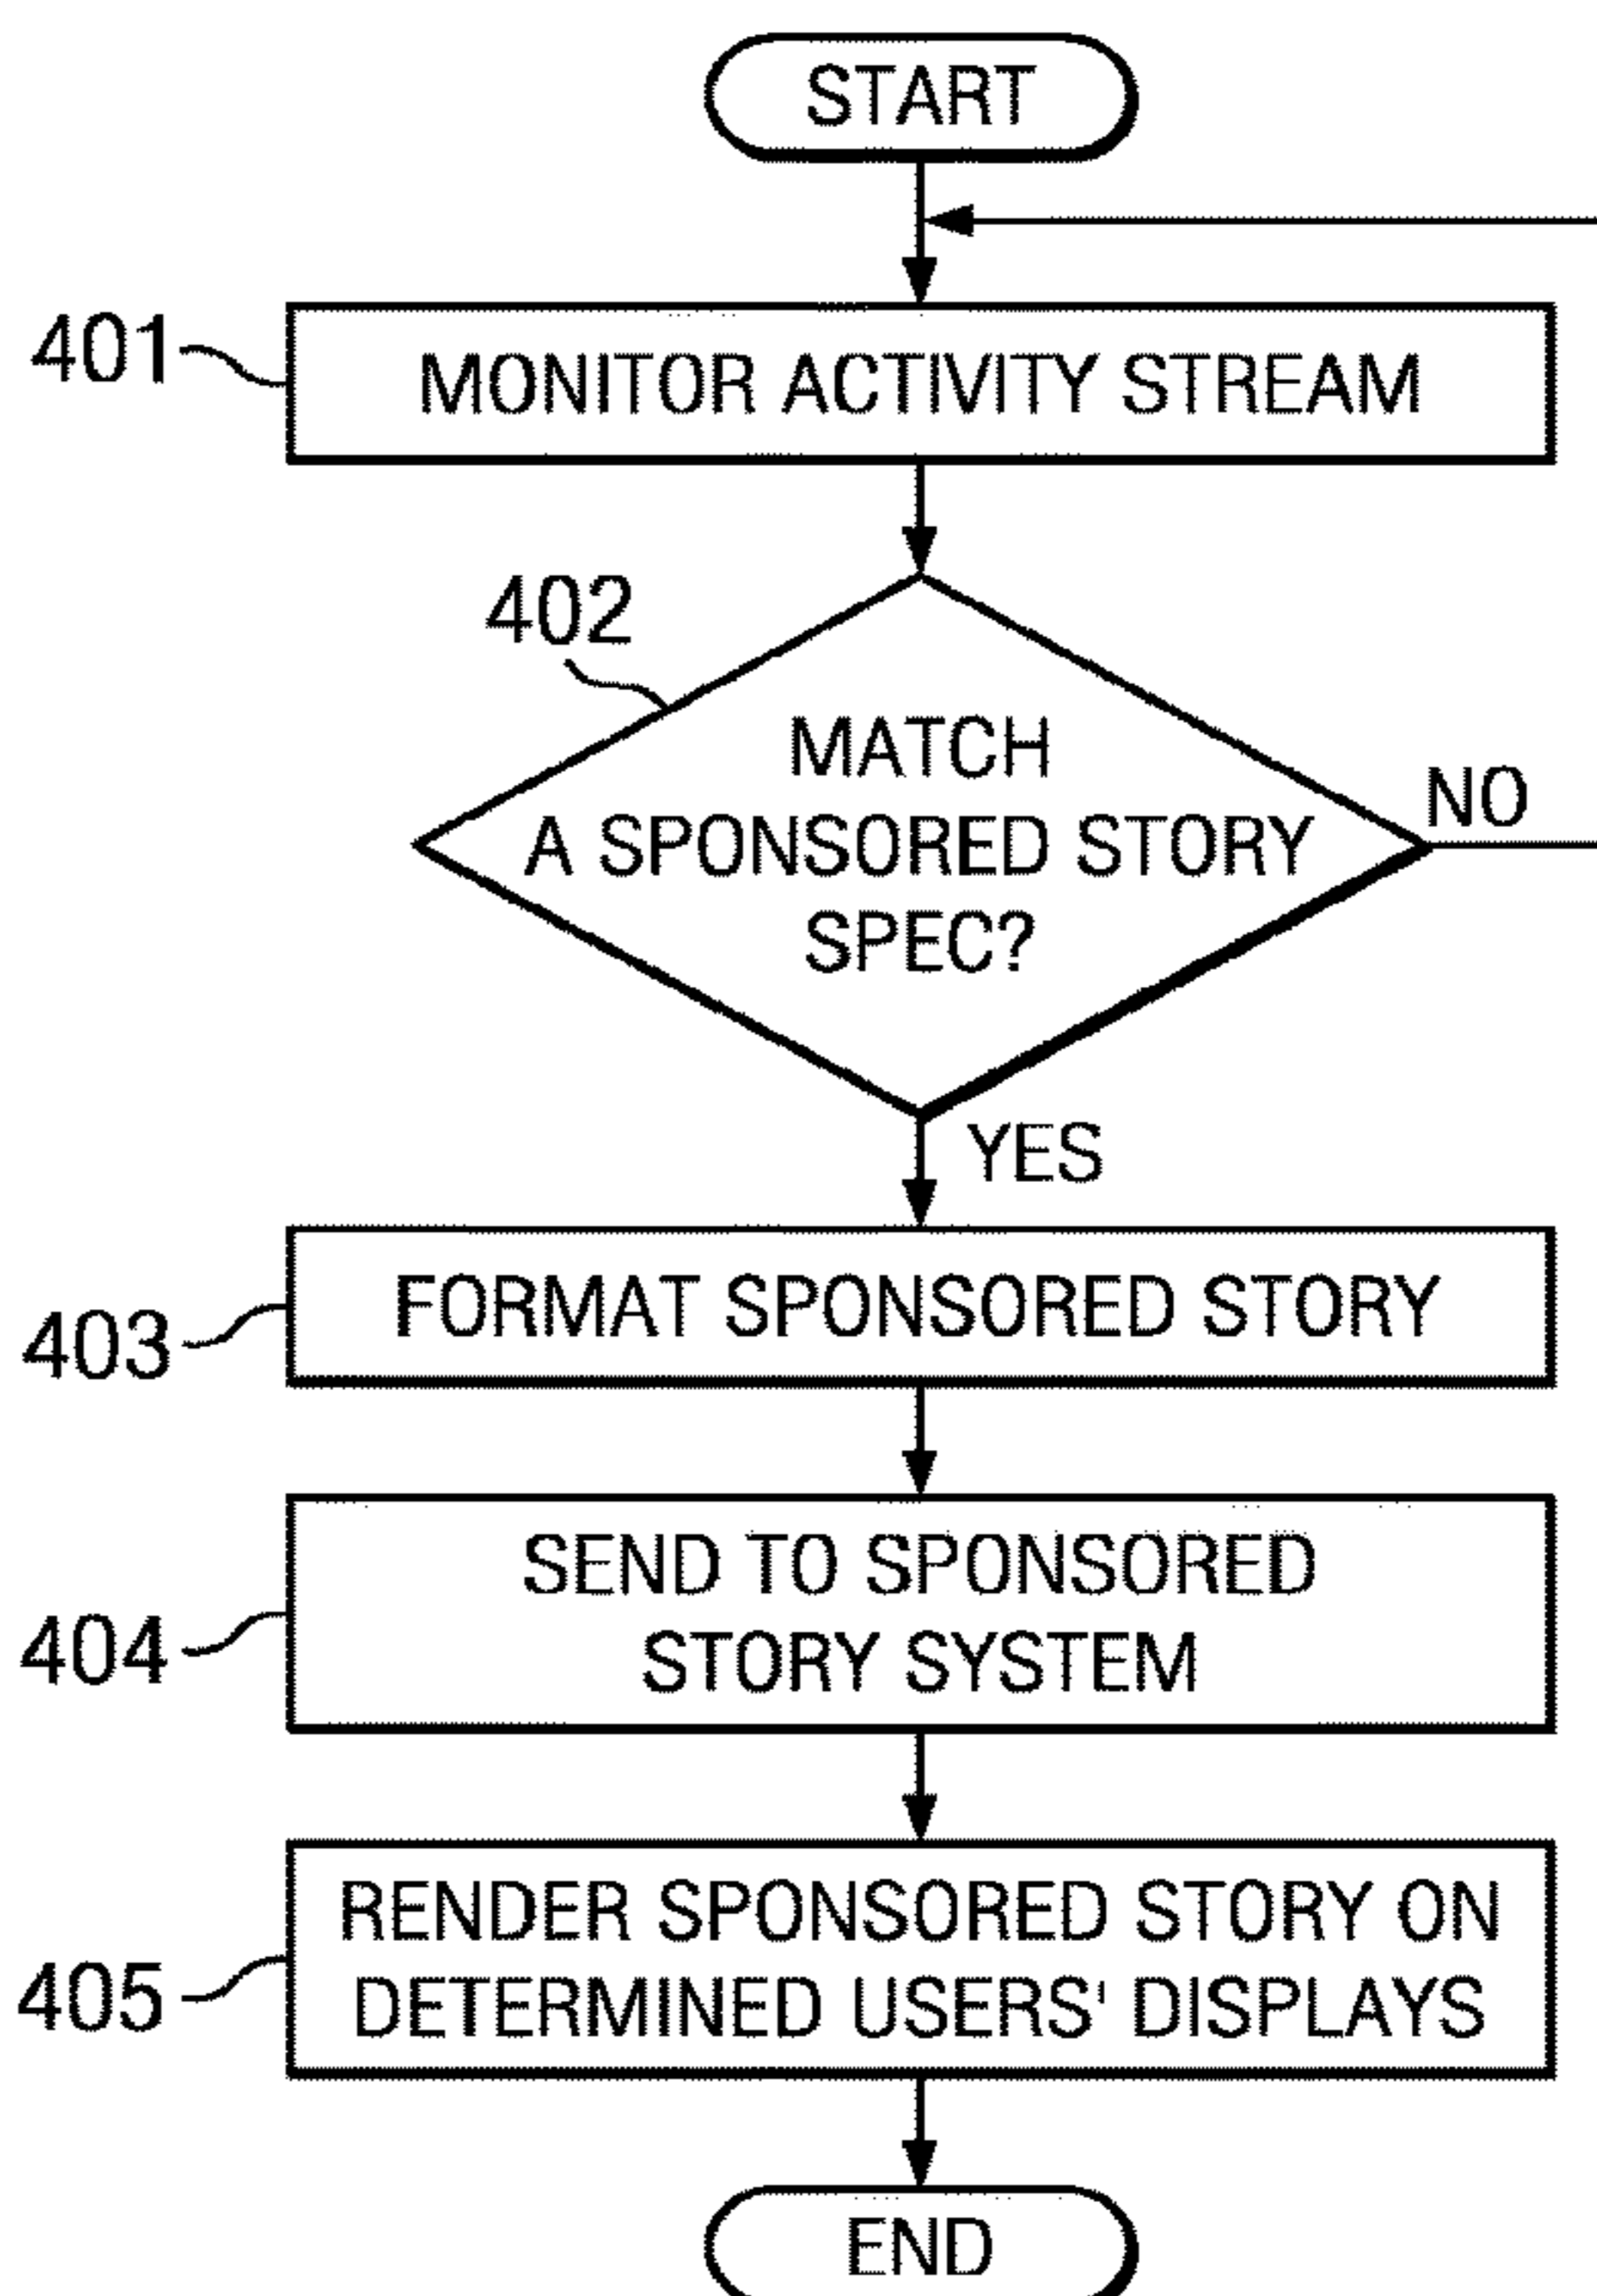 START
401
MONITOR ACTIVITY STREAM
402
MATCH
A SPONSORED STORY
SPEC?
NO
YES
403
FORMAT SPONSORED STORY
404
SEND TO SPONSORED
STORY SYSTEM
405
RENDER SPONSORED STORY ON
DETERMINED USERS' DISPLAYS
END